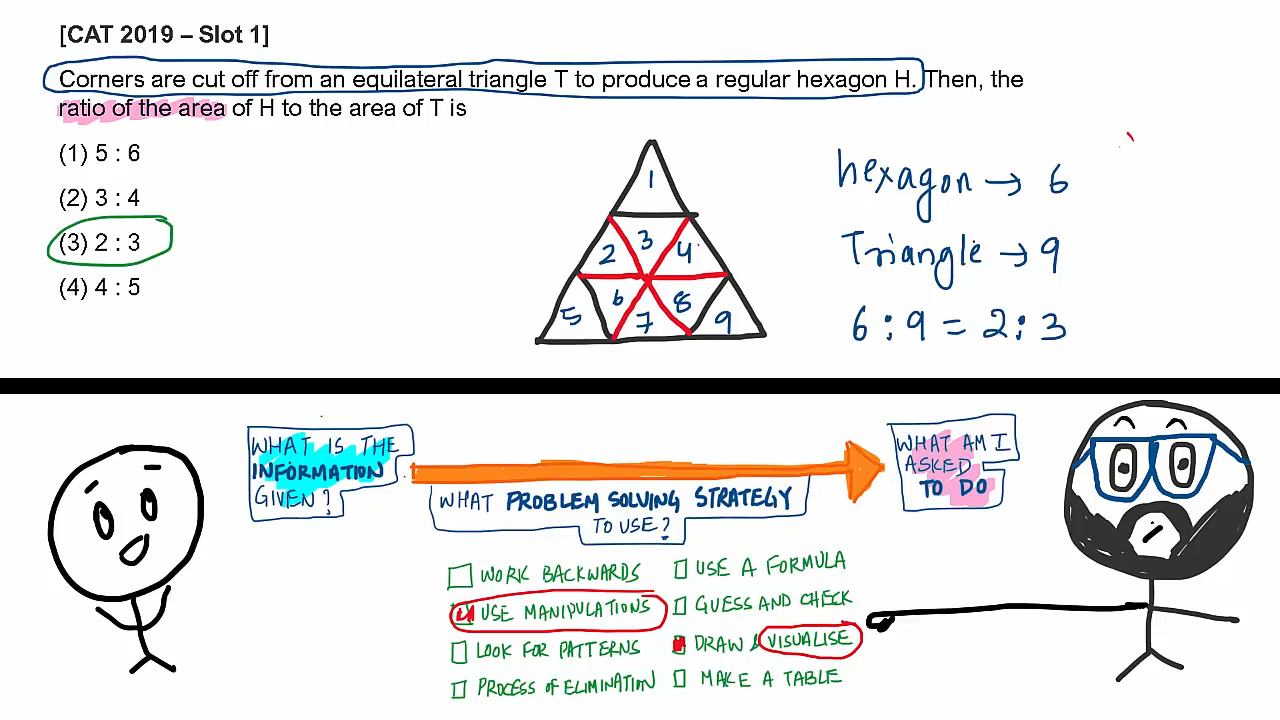 [CAT 2019 – Slot 1]
Corners are cut off from an equilateral triangle T to produce a regular hexagon H. Then, the
ratio of the area of H to the area of T is
(1) 5 : 6
(2) 3 : 4
(3) 2 : 3
(4) 4 : 5
1
2 3 4
5 6 7 8 9
hexagon → 6
Triangle → 9
6 : 9 = 2 : 3
WHAT IS THE
INFORMATION
GIVEN?
WHAT PROBLEM SOLVING STRATEGY
TO USE?
WHAT AM I
ASKED
TO DO
WORK BACKWARDS
USE MANIPULATIONS
LOOK FOR PATTERNS
PROCESS OF ELIMINATION
USE A FORMULA
GUESS AND CHECK
DRAW & VISUALISE
MAKE A TABLE